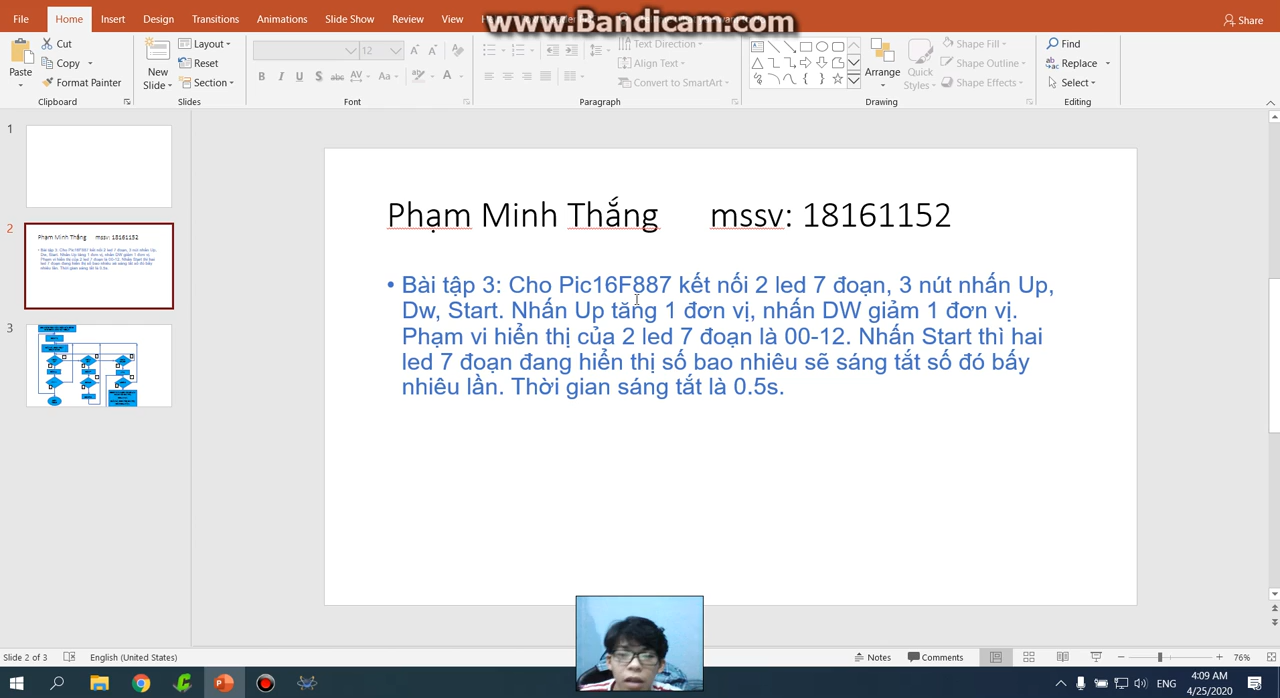 File Home Insert Design Transitions Animations Slide Show Review View
www.Bandicam.com
Share
Paste
Cut
Copy
Format Painter
Clipboard
New Slide
Layout
Reset
Section
Slides
12
Font
Text Direction
Align Text
Convert to SmartArt
Paragraph
Arrange
Quick Styles
Shape Fill
Shape Outline
Shape Effects
Drawing
Find
Replace
Select
Editing
1
2
3
Phạm Minh Thắng mssv: 18161152
• Bài tập 3: Cho Pic16F887 kết nối 2 led 7 đoạn, 3 nút nhấn Up,
Dw, Start. Nhấn Up tăng 1 đơn vị, nhấn DW giảm 1 đơn vị.
Phạm vi hiển thị của 2 led 7 đoạn là 00-12. Nhấn Start thì hai
led 7 đoạn đang hiển thị số bao nhiêu sẽ sáng tắt số đó bấy
nhiêu lần. Thời gian sáng tắt là 0.5s.
Slide 2 of 3 English (United States) Notes Comments 76%
ENG
4:09 AM
4/25/2020